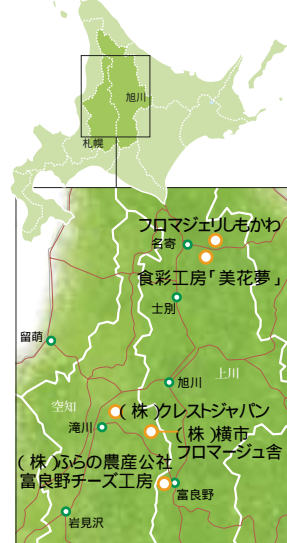 旭川
札幌
フロマジェリしもかわ
名寄
食彩工房「美花夢」
士別
留萌
旭川
上川
空知
(株)クレストジャパン
滝川
(株)横市
フロマージュ舎
(株)ふらの農産公社
富良野チーズ工房
富良野
岩見沢